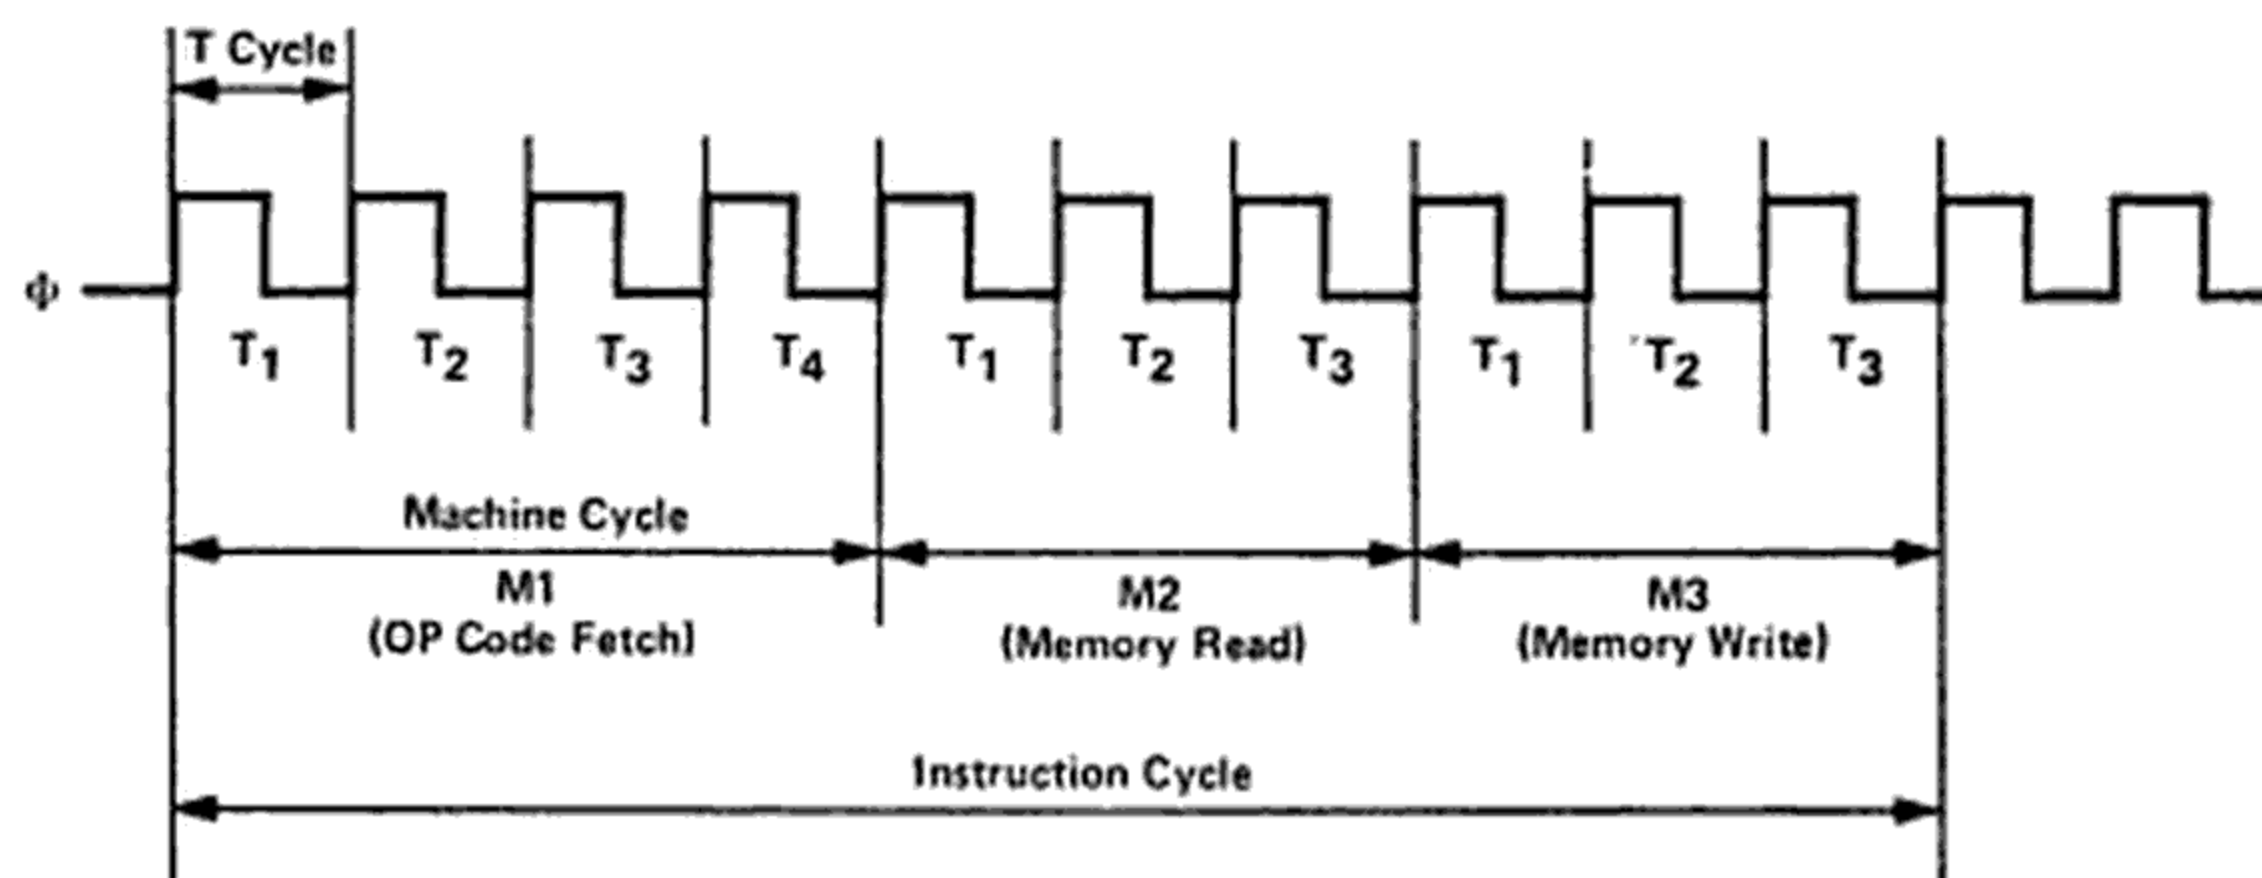 T Cycle
Φ
T1 T2 T3 T4 T1 T2 T3 T1 T2 T3
Machine Cycle
M1
(OP Code Fetch)
M2
(Memory Read)
M3
(Memory Write)
Instruction Cycle